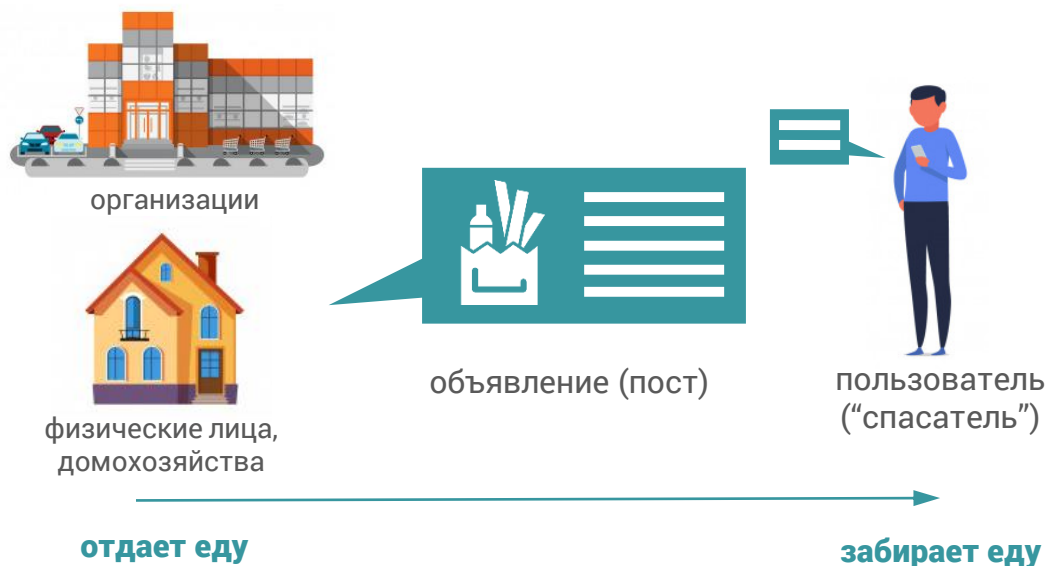 организации
физические лица,
домохозяйства
объявление (пост)
пользователь
(“спасатель”)
отдает еду
забирает еду